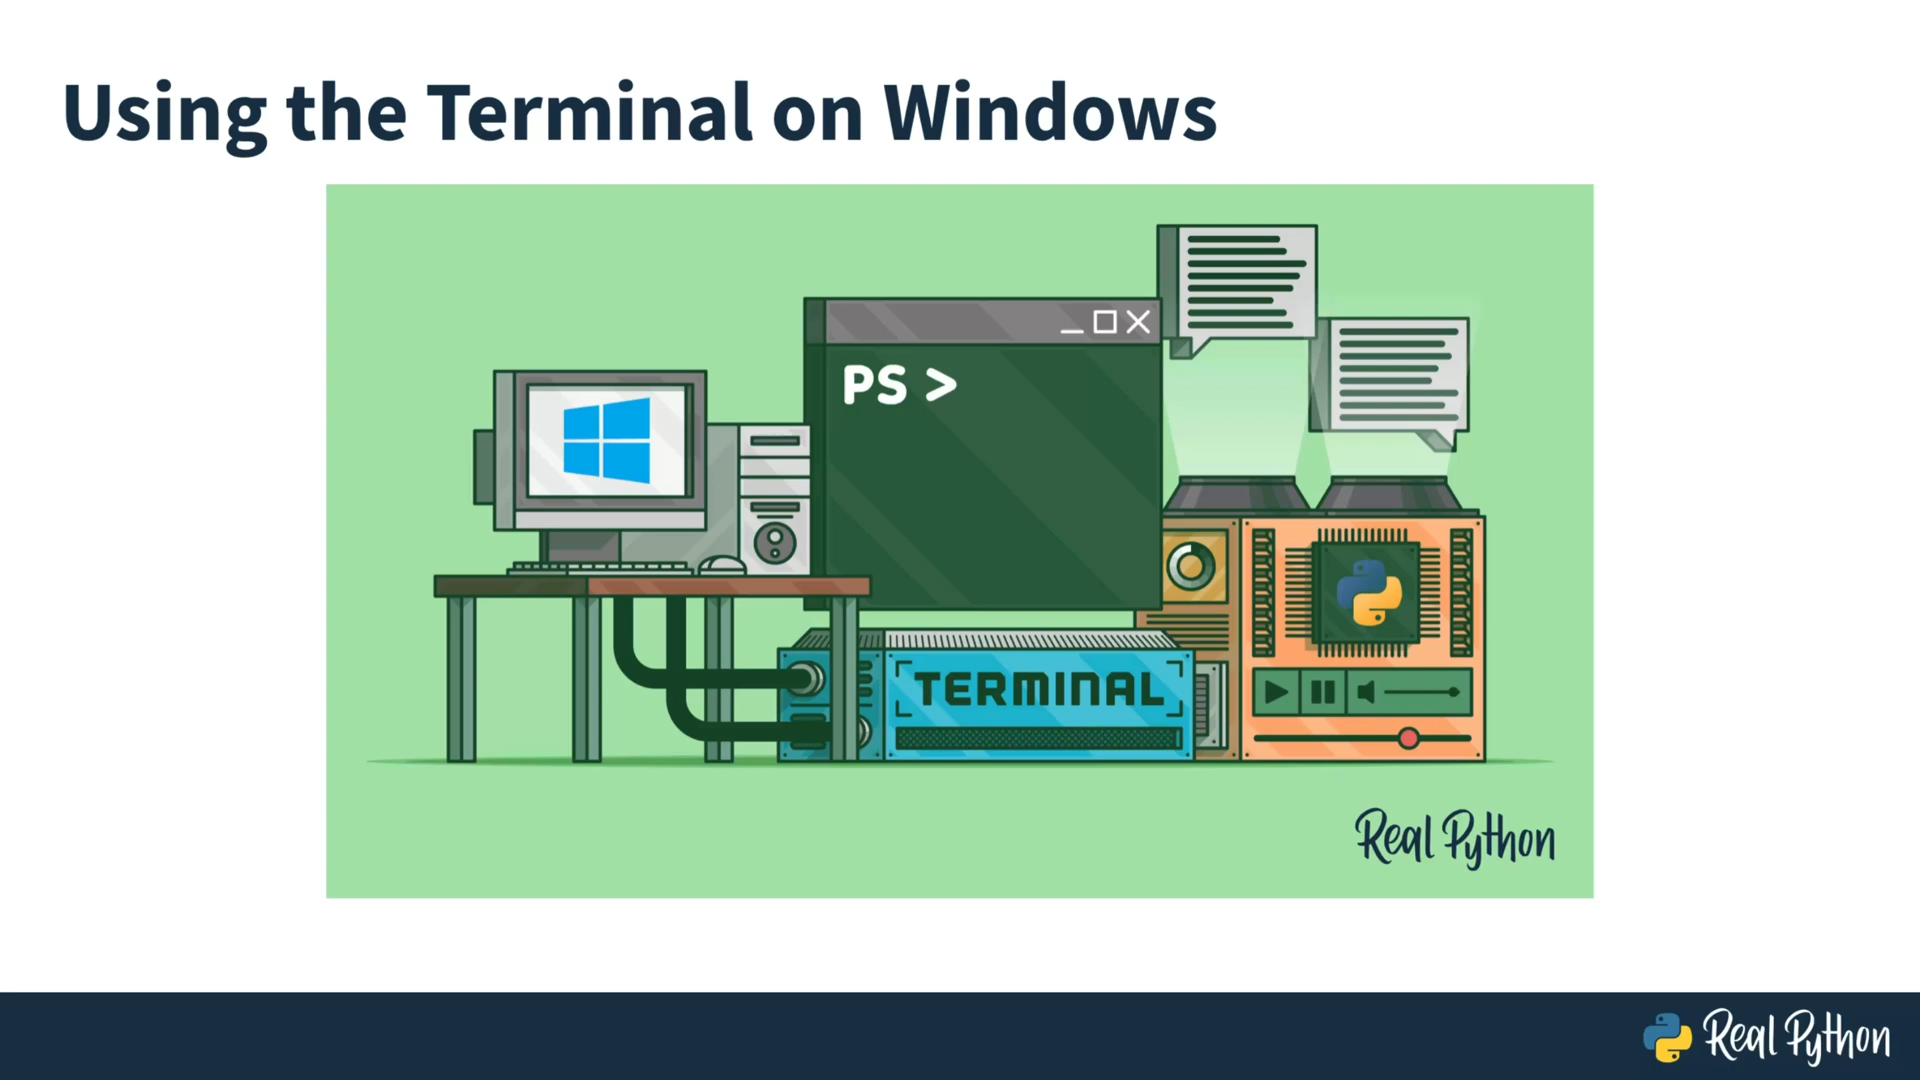 Using the Terminal on Windows
PS >
TERMINAL
Real Python
Real Python